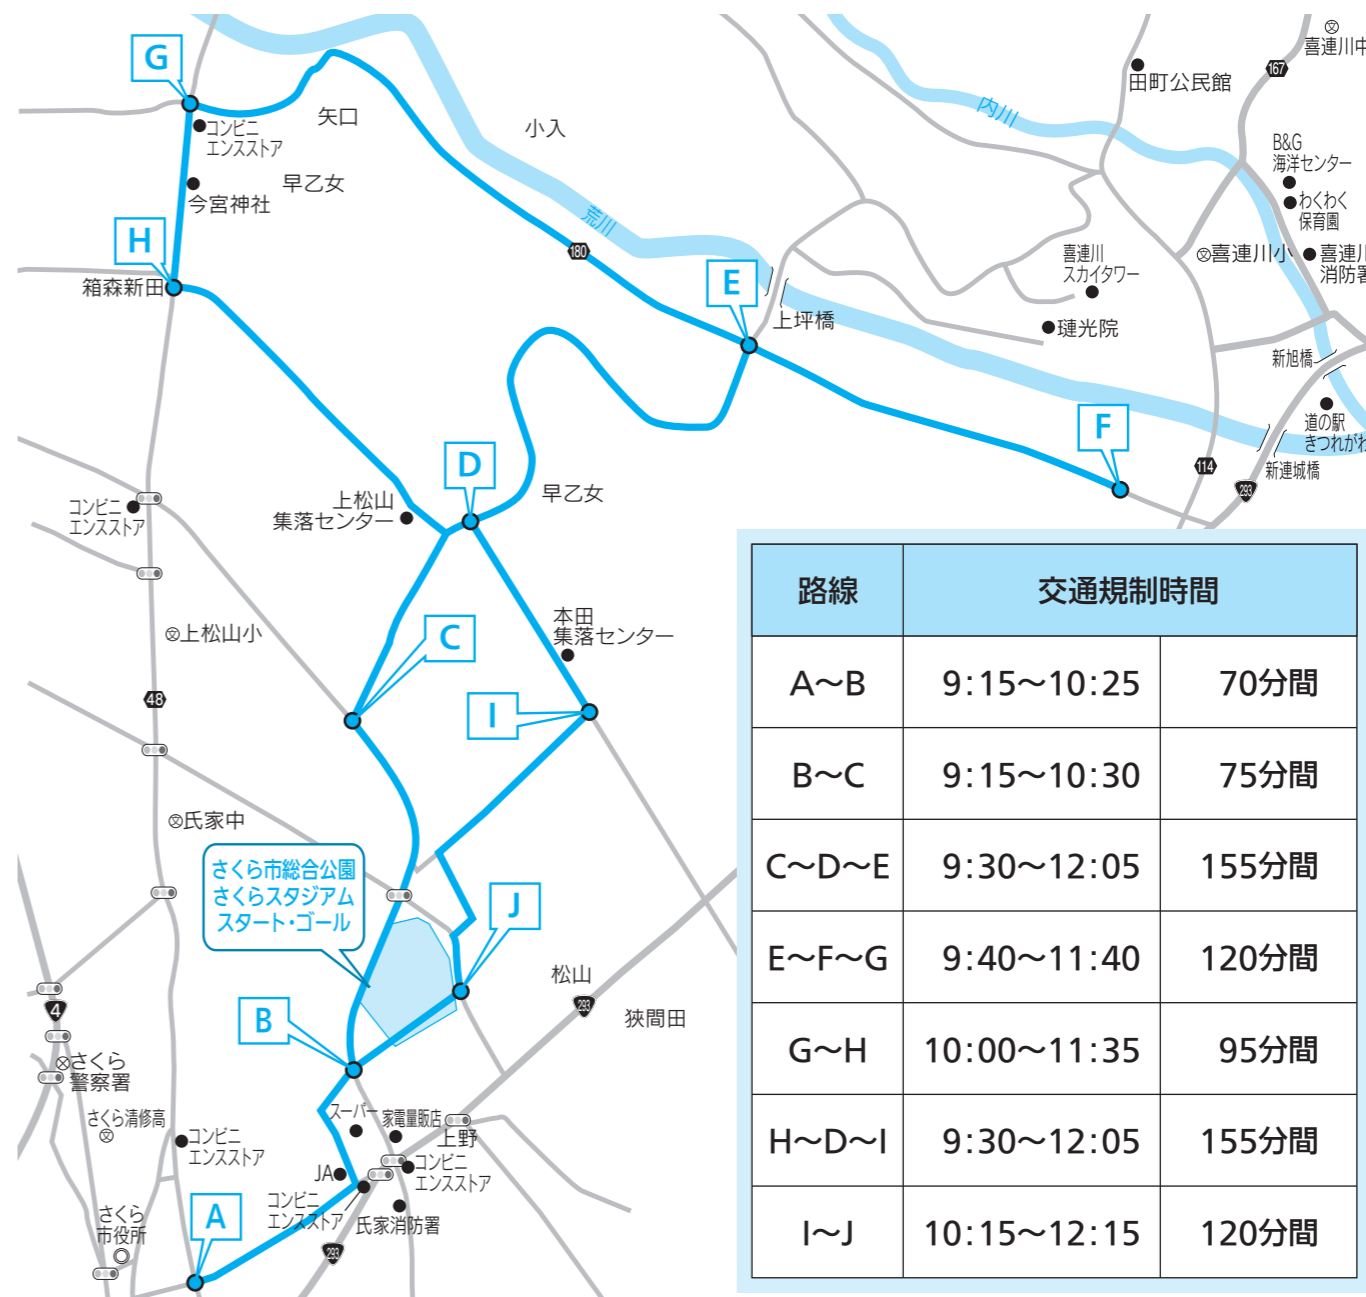 G
コンビニ
エンスストア
矢口
小入
今宮神社
早乙女
H
箱森新田
荒川
180
E
上坪橋
内川
田町公民館
167
喜連川中
B&G
海洋センター
わくわく
保育園
喜連川小
喜連川
スカイタワー
璉光院
新旭橋
道の駅
新連城橋
114
293
F
D
早乙女
上松山
集落センター
コンビニ
エンスストア
上松山小
48
C
本田
集落センター
I
氏家中
さくら市総合公園
さくらスタジアム
スタート・ゴール
J
松山
293
狹間田
B
4
さくら
警察署
さくら清修高
コンビニ
エンスストア
スーパー
家電量販店
上野
JA
コンビニ
エンスストア
コンビニ
エンスストア
氏家消防署
293
さくら
市役所
A
路線 交通規制時間
A～B 9:15～10:25 70分間
B～C 9:15～10:30 75分間
C～D～E 9:30～12:05 155分間
E～F～G 9:40～11:40 120分間
G～H 10:00～11:35 95分間
H～D～I 9:30～12:05 155分間
I～J 10:15～12:15 120分間